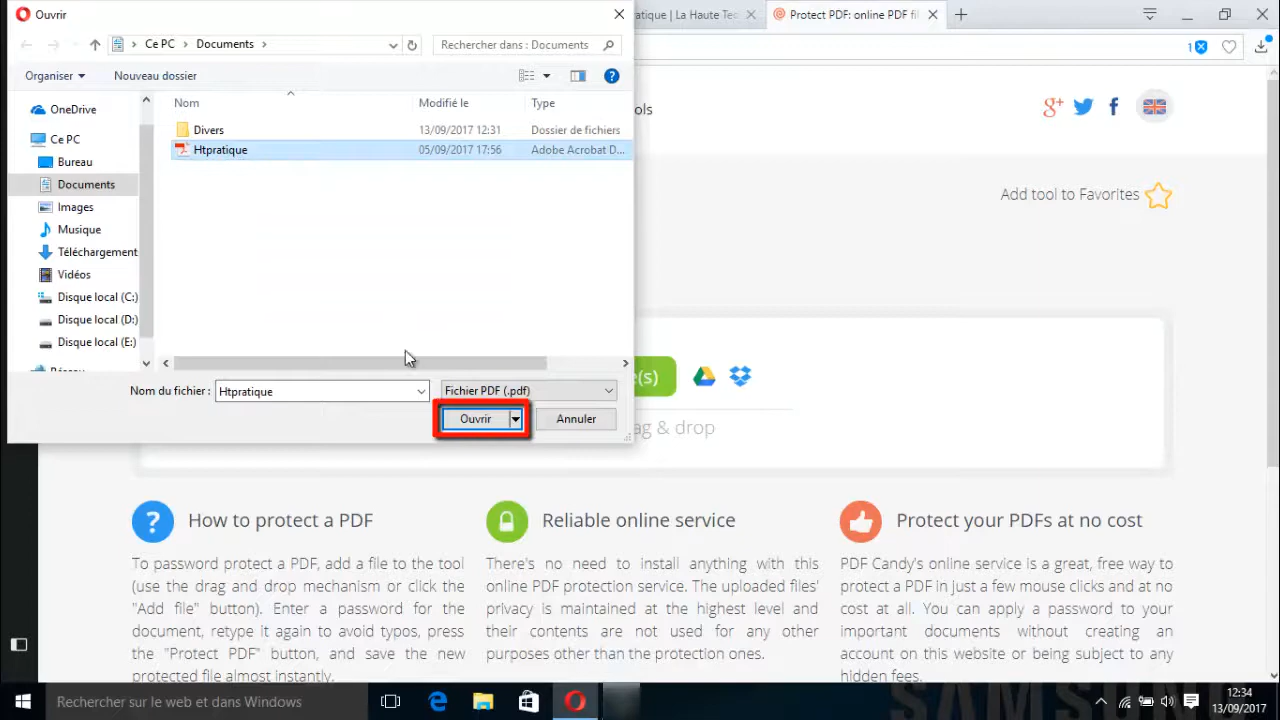 Ouvrir
atique | La Haute Tec
Protect PDF: online PDF fil
Ce PC
Documents
Rechercher dans : Documents
1
Organiser
Nouveau dossier
Nom
Modifié le
Type
OneDrive
Ce PC
Bureau
Documents
Images
Musique
Téléchargement
Vidéos
Disque local (C:)
Disque local (D:)
Disque local (E:)
Divers
13/09/2017 12:31
Dossier de fichiers
Htpratique
05/09/2017 17:56
Adobe Acrobat D...
ols
Add tool to Favorites
Nom du fichier :
Htpratique
Fichier PDF (.pdf)
Ouvrir
Annuler
(s)
ag & drop
How to protect a PDF
To password protect a PDF, add a file to the tool
(use the drag and drop mechanism or click the
"Add file" button). Enter a password for the
document, retype it again to avoid typos, press
the "Protect PDF" button, and save the new
protected file almost instantly.
Reliable online service
There's no need to install anything with this
online PDF protection service. The uploaded files'
privacy is maintained at the highest level and
their contents are not used for any other
purposes other than the protection ones.
Protect your PDFs at no cost
PDF Candy's online service is a great, free way to
protect a PDF in just a few mouse clicks and at no
cost at all. You can apply a password to your
important documents without creating an
account on this website or being subject to any
hidden fees.
Rechercher sur le web et dans Windows
12:34
13/09/2017